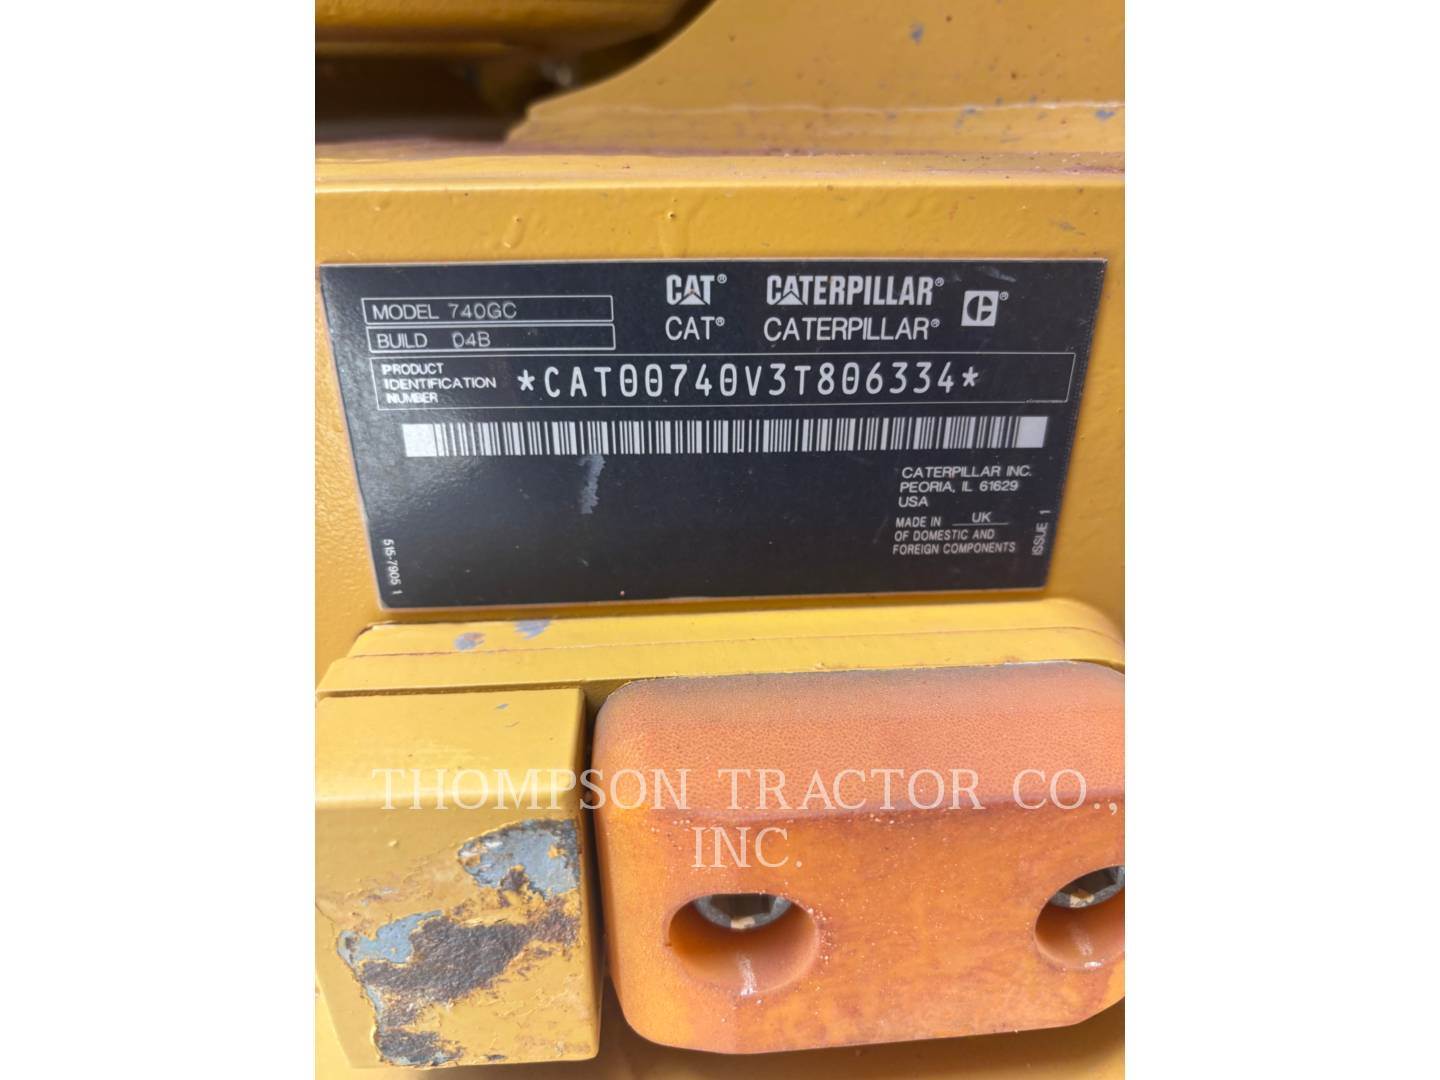 CAT® CATERPILLAR® C®
CAT® CATERPILLAR®
MODEL 740GC
BUILD 04B
PRODUCT
IDENTIFICATION
NUMBER
*CAT00740V3T806334*
CATERPILLAR INC.
PEORIA, IL 61629
USA
MADE IN UK
OF DOMESTIC AND
FOREIGN COMPONENTS
ISSUE 1
515-7905 1
THOMPSON TRACTOR CO.,
INC.